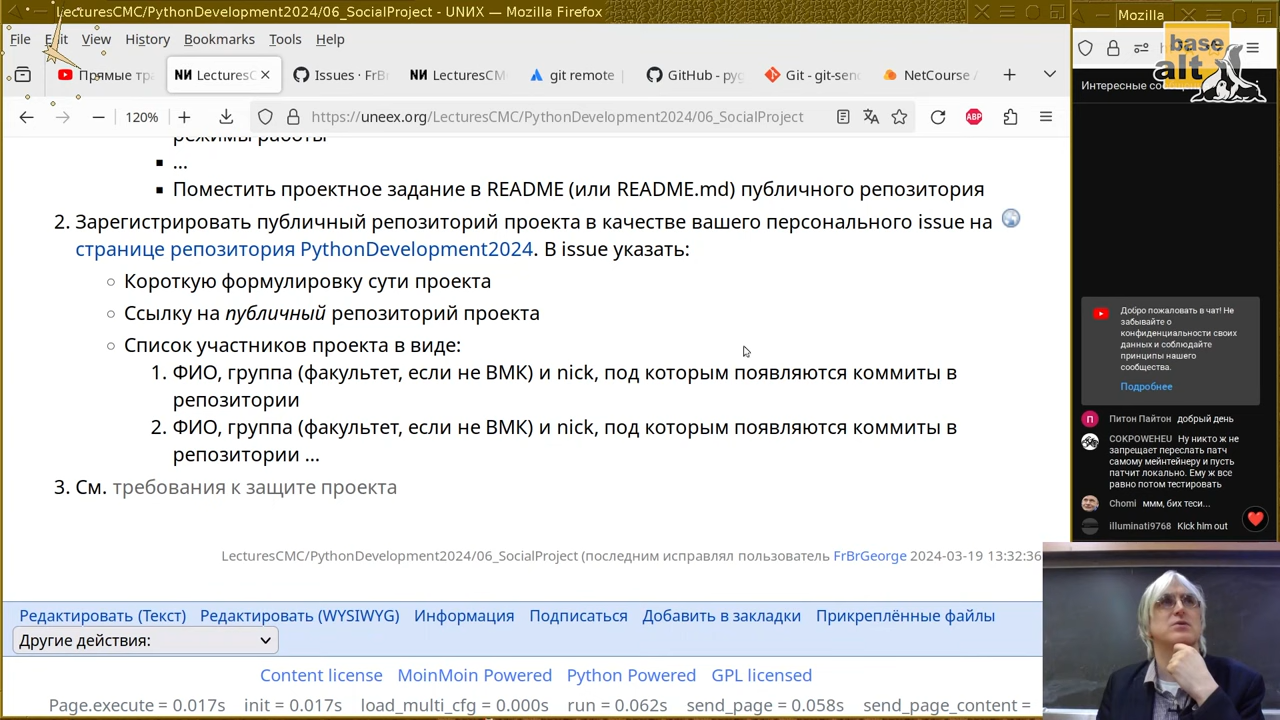 LecturesCMC/PythonDevelopment2024/06_SocialProject - UNИX — Mozilla Firefox
File Edit View History Bookmarks Tools Help
Прямые тр
LecturesC
Issues · FrBr
LecturesCM
git remote
GitHub - pyg
Git - git-sen
NetCourse
120%
https://uneex.org/LecturesCMC/PythonDevelopment2024/06_SocialProject
ABP
режимы работы
▪ ...
▪ Поместить проектное задание в README (или README.md) публичного репозитория
2. Зарегистрировать публичный репозиторий проекта в качестве вашего персонального issue на
странице репозитория PythonDevelopment2024. В issue указать:
○ Короткую формулировку сути проекта
○ Ссылку на публичный репозиторий проекта
○ Список участников проекта в виде:
1. ФИО, группа (факультет, если не ВМК) и nick, под которым появляются коммиты в
репозитории
2. ФИО, группа (факультет, если не ВМК) и nick, под которым появляются коммиты в
репозитории ...
3. См. требования к защите проекта
LecturesCMC/PythonDevelopment2024/06_SocialProject (последним исправлял пользователь FrBrGeorge 2024-03-19 13:32:36
Редактировать (Текст) Редактировать (WYSIWYG) Информация Подписаться Добавить в закладки Прикреплённые файлы
Другие действия:
Content license MoinMoin Powered Python Powered GPL licensed
Page.execute = 0.017s init = 0.017s load_multi_cfg = 0.000s run = 0.062s send_page = 0.058s send_page_content =
Mozilla
base
alt
Интересные со
Добро пожаловать в чат! Не
забывайте о
конфиденциальности своих
данных и соблюдайте
принципы нашего
сообщества.
Подробнее
П Питон Пайтон добрый день
COKPOWEHEU Ну никто ж не
запрещает переслать патч
самому мейнтейнеру и пусть
патчит локально. Ему ж все
равно потом тестировать
Chomi ммм, бих теси...
illuminati9768 Kick him out